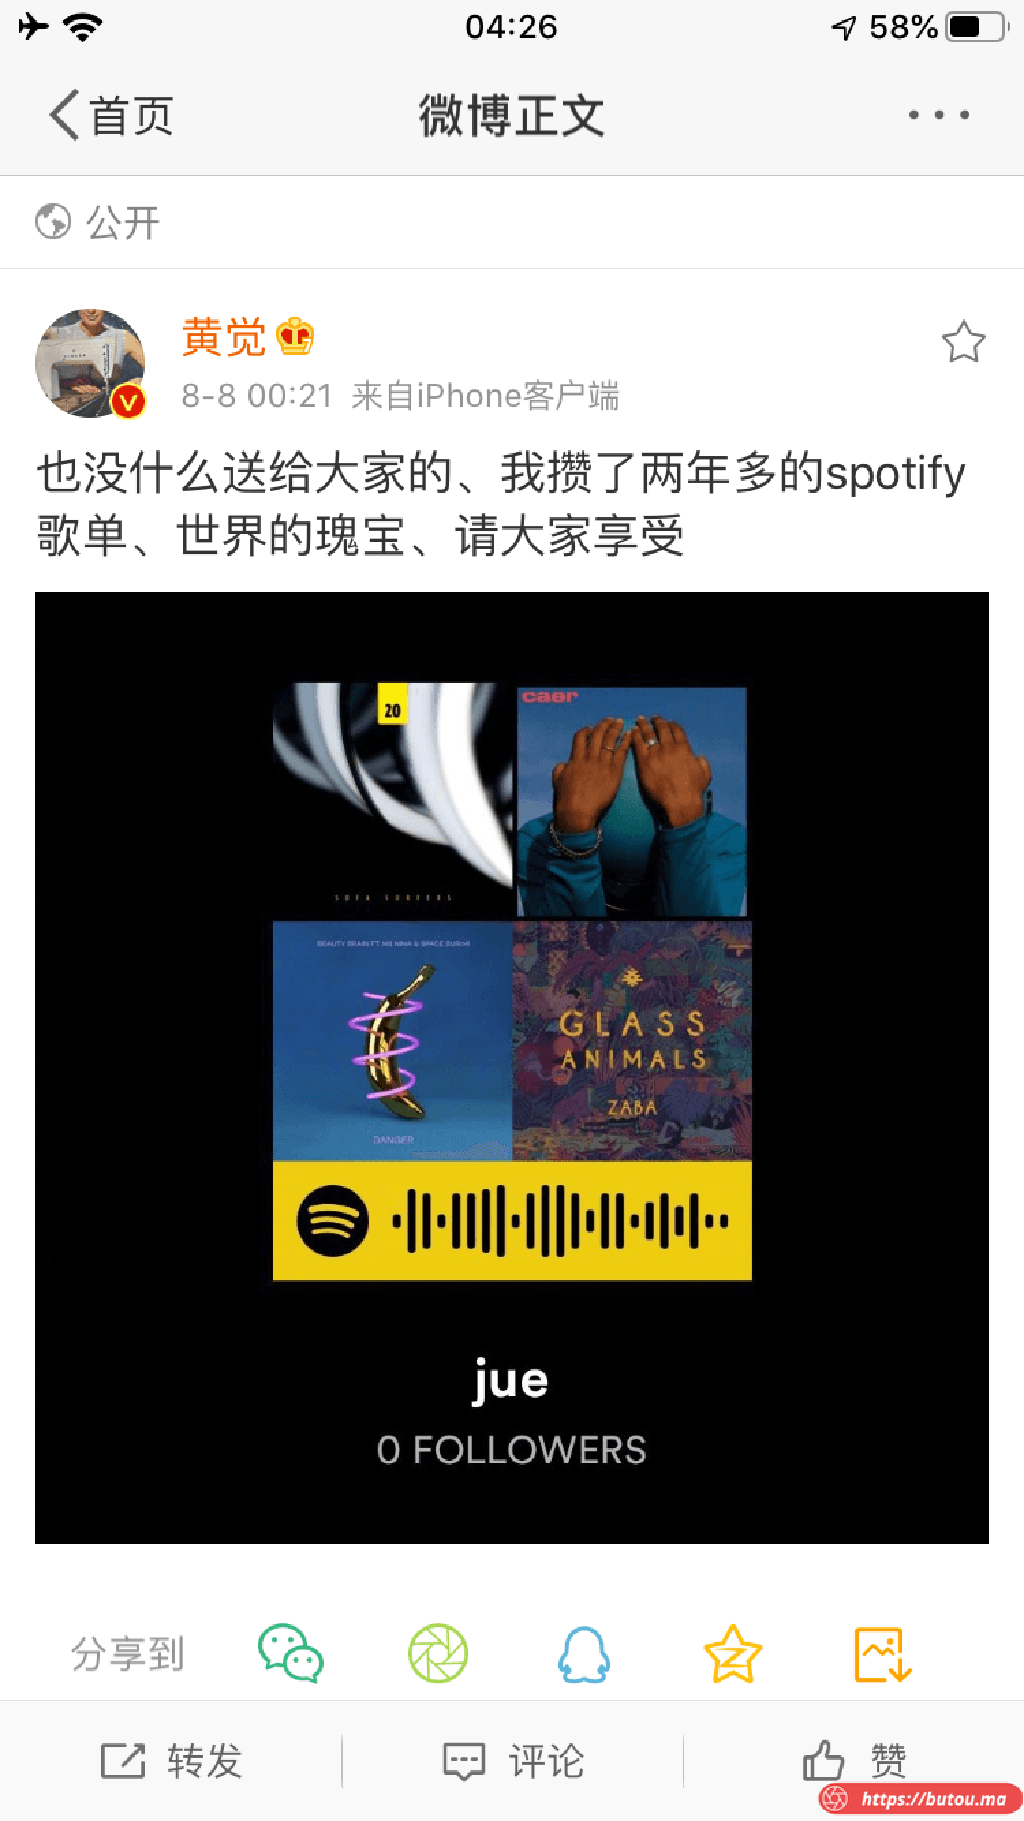 04:26
58%
首页
微博正文
公开
黄觉
8-8 00:21 来自iPhone客户端
也没什么送给大家的、我攒了两年多的spotify
歌单、世界的瑰宝、请大家享受
20
caer
SOFA SURFERS
BEAUTY BRAIN FT. MS NINA & SPACE SURIMI
DANGER
GLASS
ANIMALS
ZABA
jue
0 FOLLOWERS
分享到
转发
评论
赞
https://butou.ma